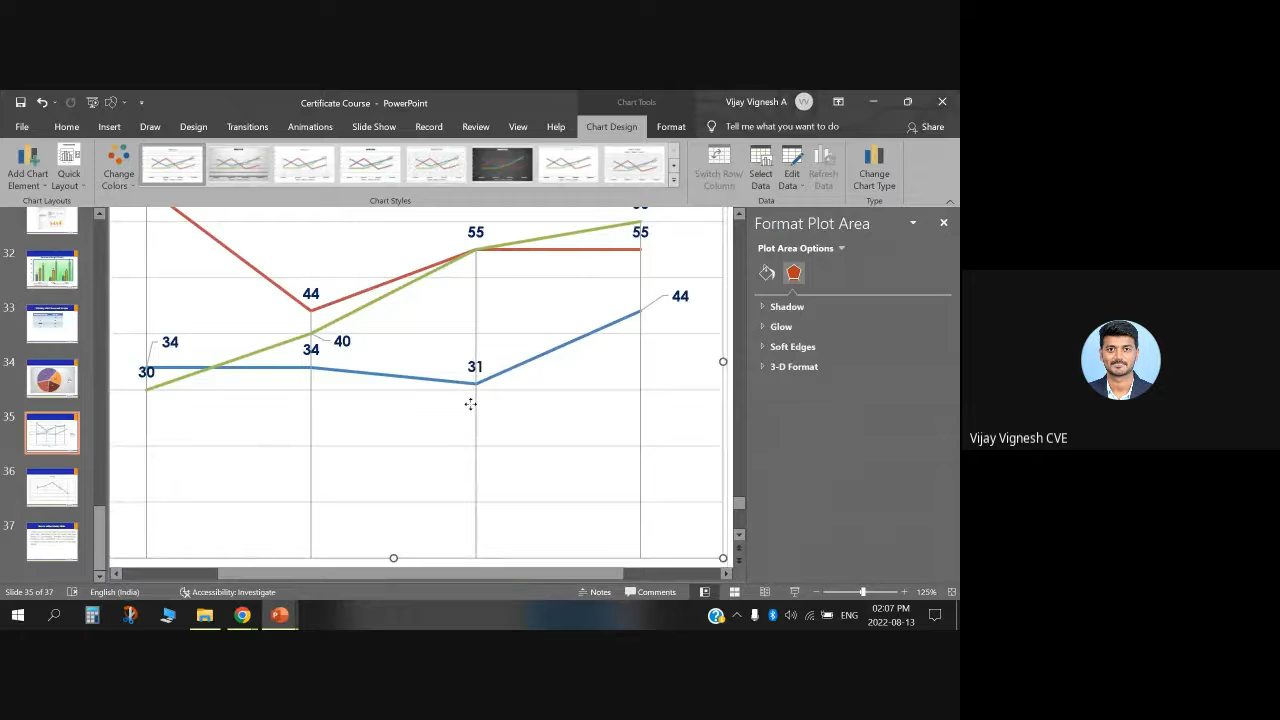 Certificate Course - PowerPoint
Chart Tools
Vijay Vignesh A
VV
File
Home
Insert
Draw
Design
Transitions
Animations
Slide Show
Record
Review
View
Help
Chart Design
Format
Tell me what you want to do
Share
Add Chart
Element
Quick
Layout
Change
Colors
Switch Row/
Column
Select
Data
Edit
Data
Refresh
Data
Change
Chart Type
Chart Layouts
Chart Styles
Data
Type
32
33
34
35
36
37
55
55
44
44
34
40
34
30
31
Format Plot Area
Plot Area Options
Shadow
Glow
Soft Edges
3-D Format
Vijay Vignesh CVE
Slide 35 of 37
English (India)
Accessibility: Investigate
Notes
Comments
125%
ENG
02:07 PM
2022-08-13